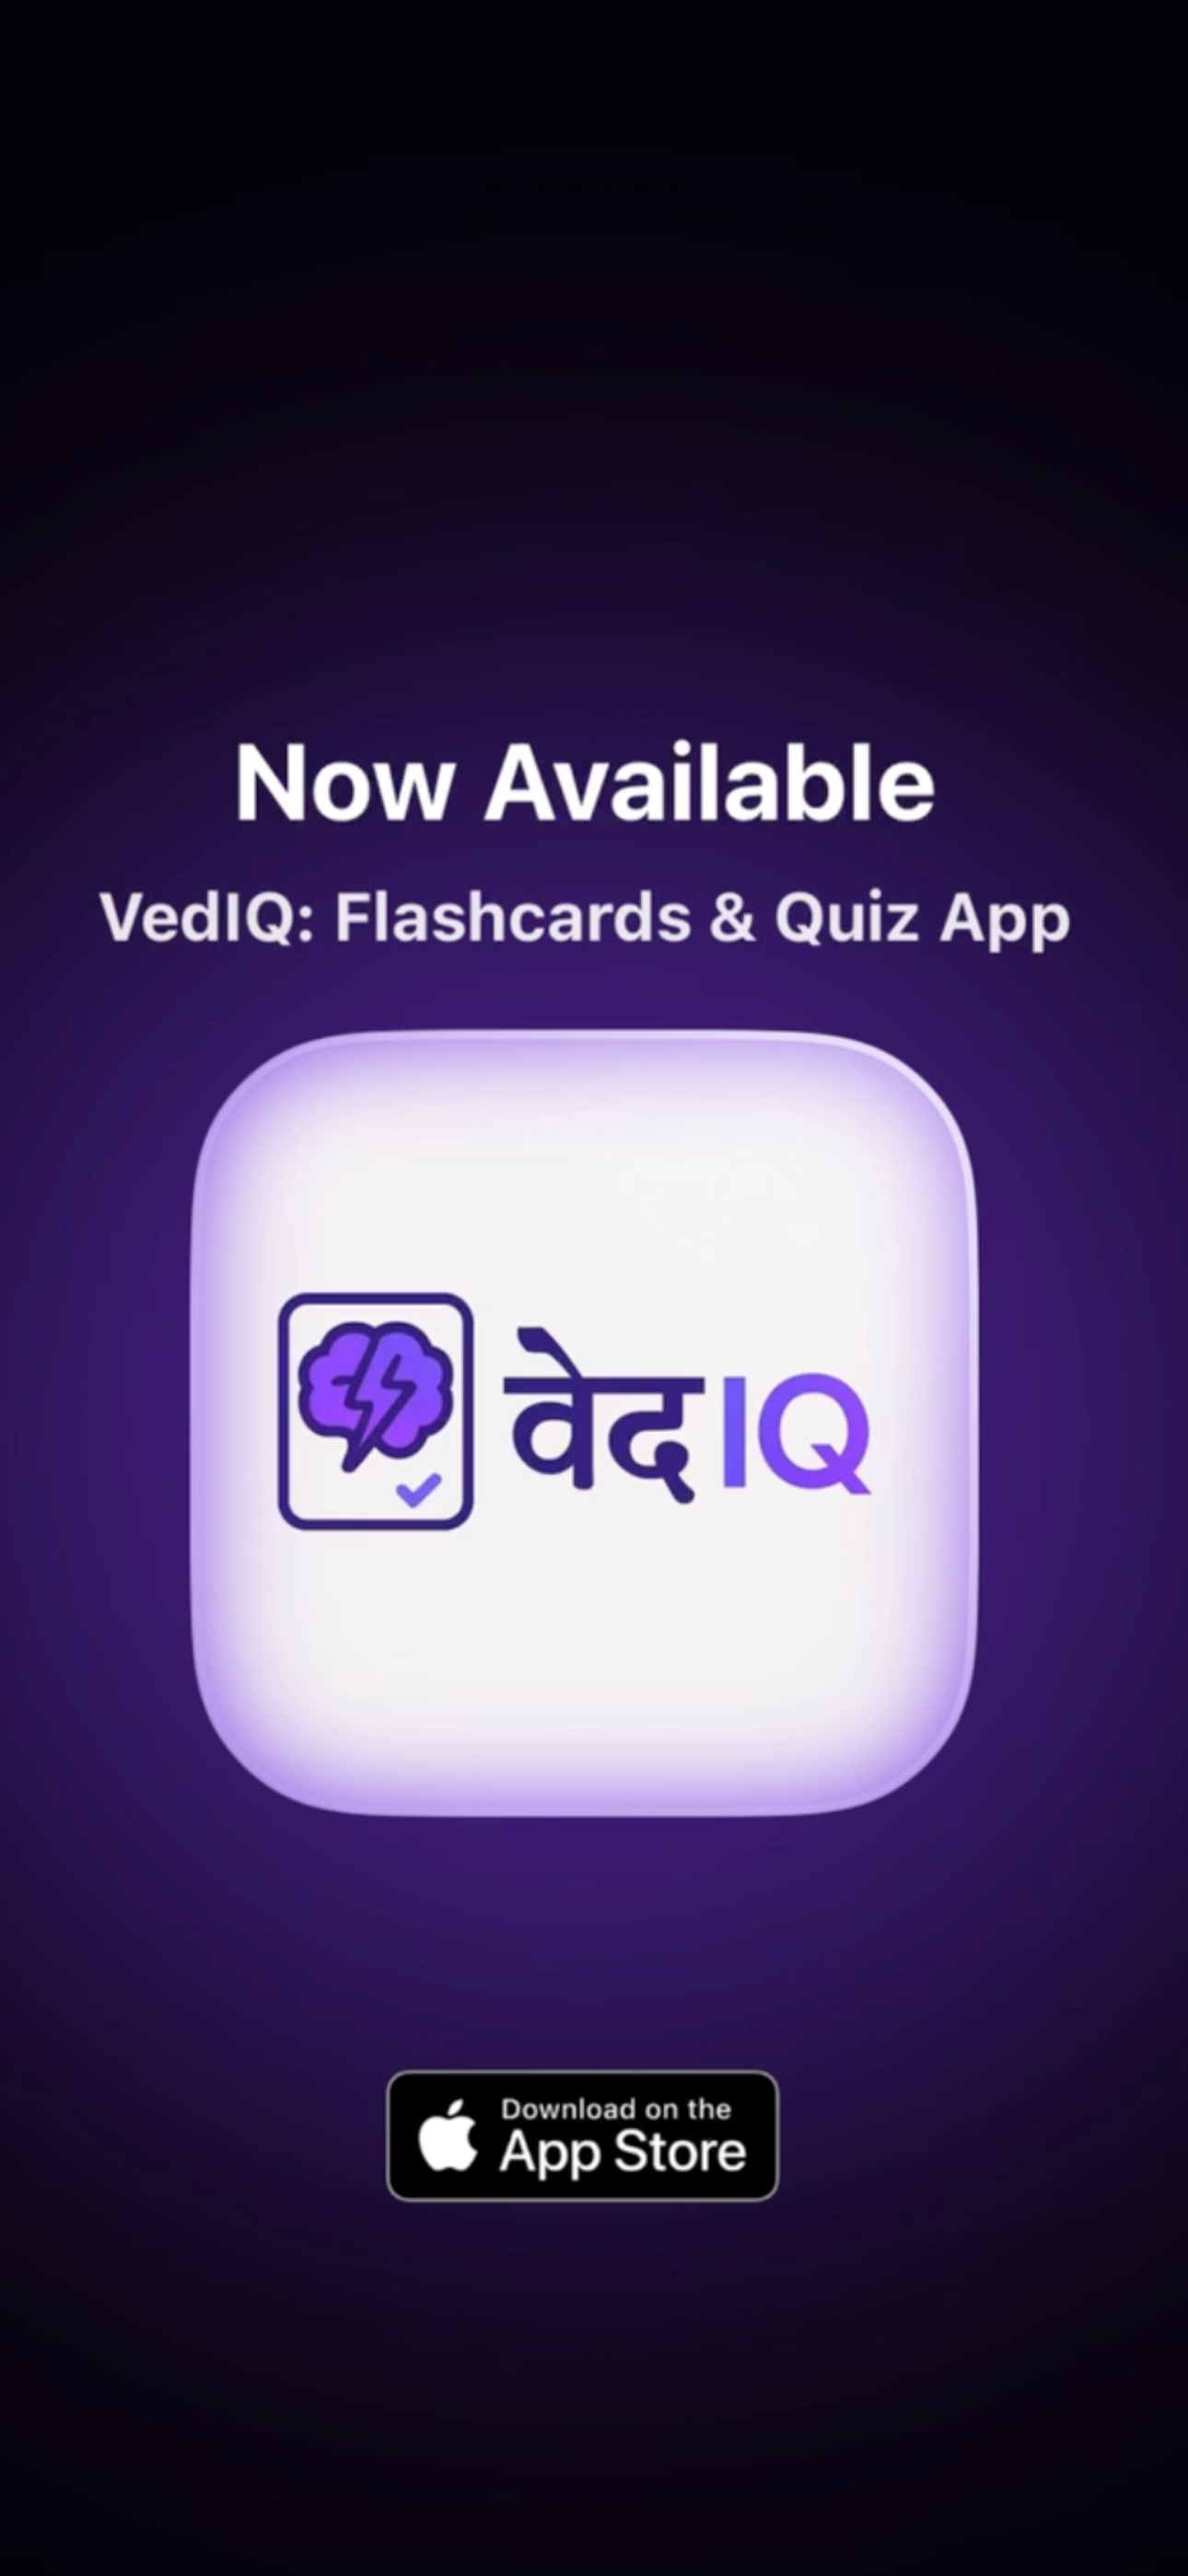 Now Available
VedIQ: Flashcards & Quiz App
वेदIQ
Download on the
App Store